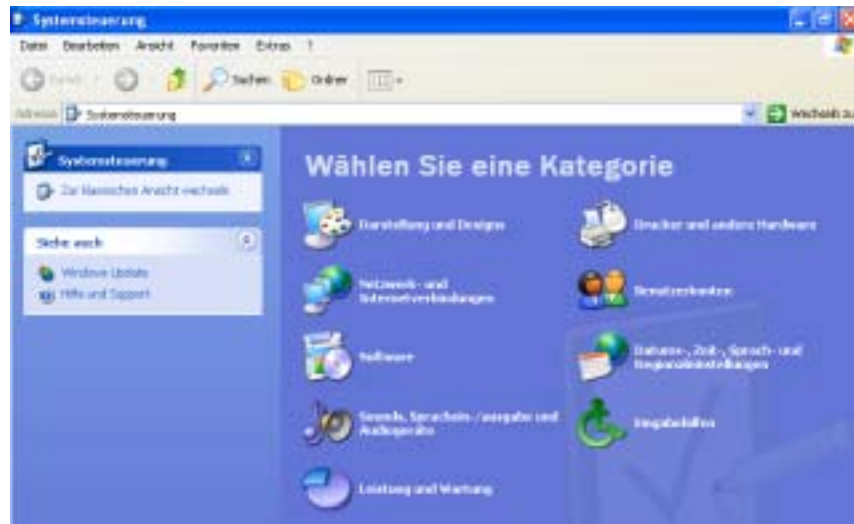 Systemsteuerung
Datei Bearbeiten Ansicht Favoriten Extras ?
Zurück Suchen Ordner
Adresse Systemsteuerung Wechseln zu
Systemsteuerung
Zur klassischen Ansicht wechseln
Siehe auch
Windows Update
Hilfe und Support
Wählen Sie eine Kategorie
Darstellung und Designs
Drucker und andere Hardware
Netzwerk- und
Internetverbindungen
Benutzerkonten
Software
Datums-, Zeit-, Sprach- und
Regionaleinstellungen
Sounds, Sprachein-/ausgabe und
Audiogeräte
Eingabehilfen
Leistung und Wartung